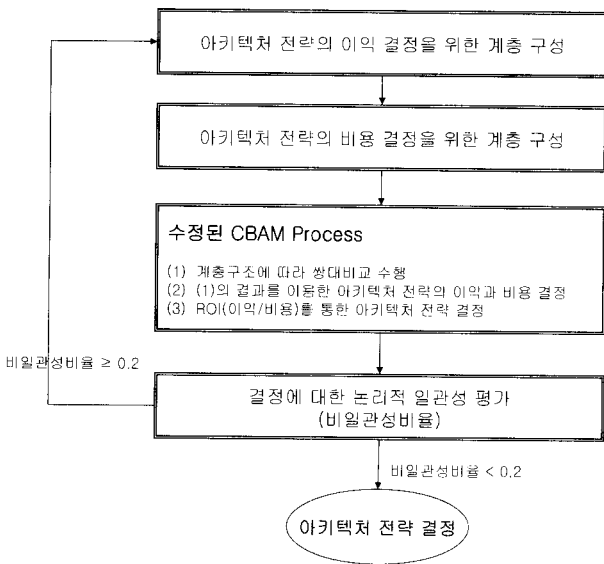 아키텍처 전략의 이익 결정을 위한 계층 구성
아키텍처 전략의 비용 결정을 위한 계층 구성
수정된 CBAM Process
(1) 계층구조에 따라 쌍대비교 수행
(2) (1)의 결과를 이용한 아키텍처 전략의 이익과 비용 결정
(3) ROI(이익/비용)를 통한 아키텍처 전략 결정
비일관성비율 ≥ 0.2
결정에 대한 논리적 일관성 평가
(비일관성비율)
비일관성비율 < 0.2
아키텍처 전략 결정